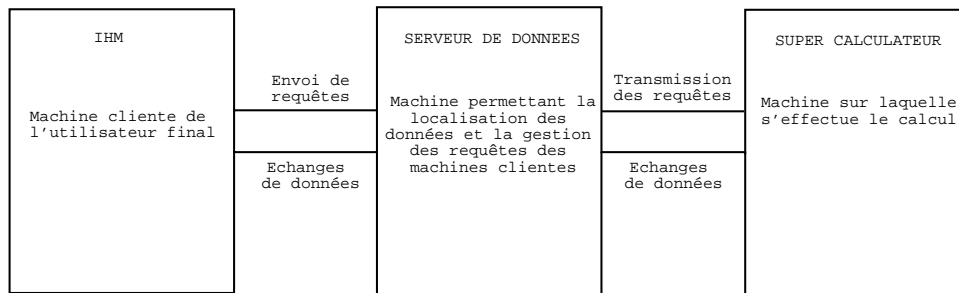 IHM
Machine cliente de
l'utilisateur final
Envoi de
requêtes
Echanges
de données
SERVEUR DE DONNEES
Machine permettant la
localisation des
données et la gestion
des requêtes des
machines clientes
Transmission
des requêtes
Echanges
de données
SUPER CALCULATEUR
Machine sur laquelle
s'effectue le calcul